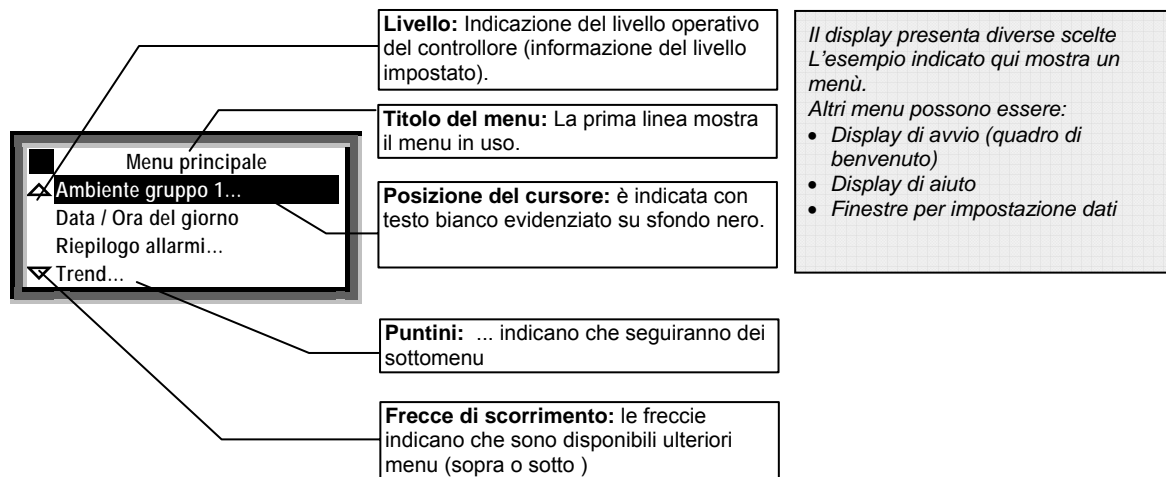 Livello: Indicazione del livello operativo
del controllore (informazione del livello
impostato).
Titolo del menu: La prima linea mostra
il menu in uso.
Posizione del cursore: è indicata con
testo bianco evidenziato su sfondo nero.
Puntini: ... indicano che seguiranno dei
sottomenu
Frecce di scorrimento: le freccie
indicano che sono disponibili ulteriori
menu (sopra o sotto )
Menu principale
Ambiente gruppo 1...
Data / Ora del giorno
Riepilogo allarmi...
Trend...
Il display presenta diverse scelte
L'esempio indicato qui mostra un
menù.
Altri menu possono essere:
• Display di avvio (quadro di
benvenuto)
• Display di aiuto
• Finestre per impostazione dati